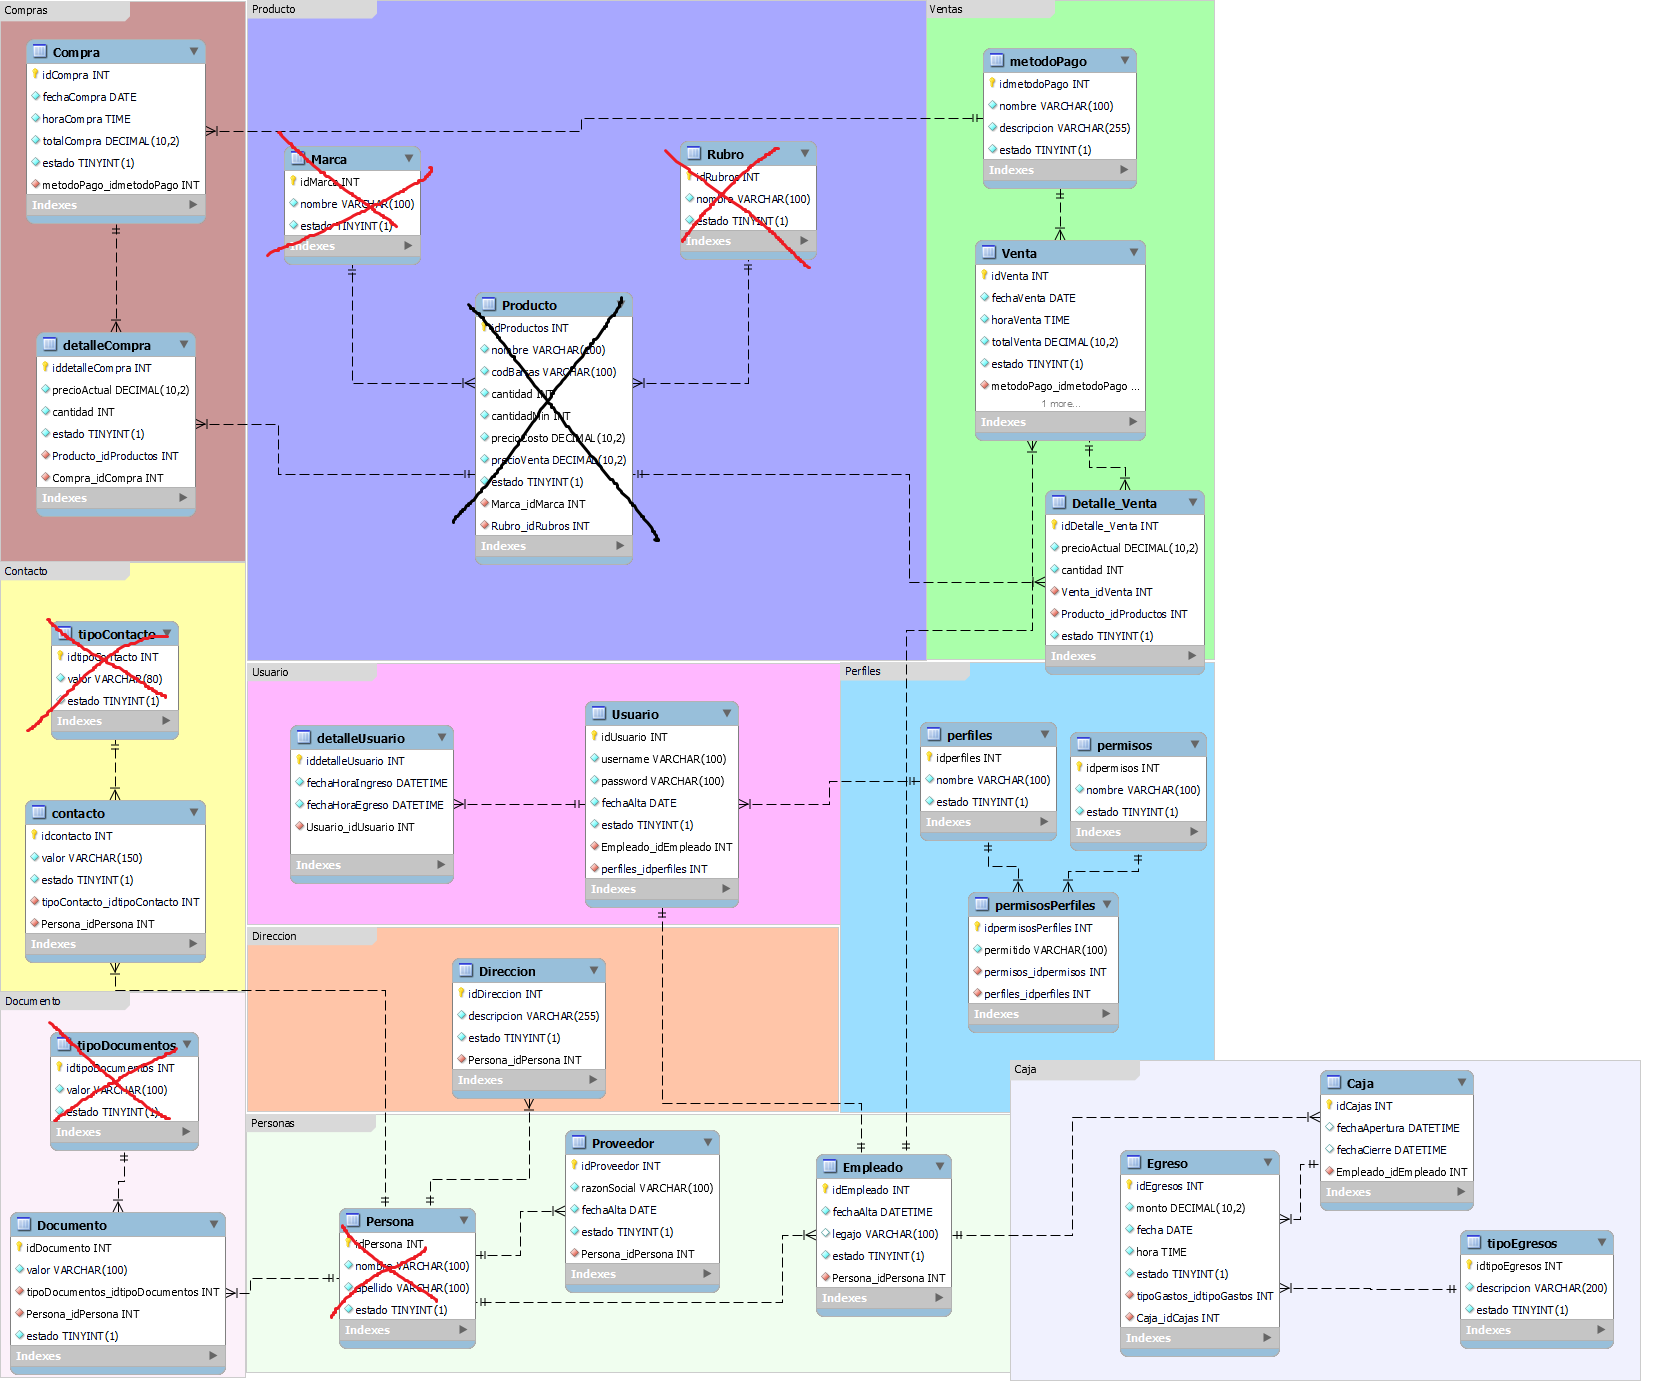 Compras
Compra
idCompra INT
fechaCompra DATE
horaCompra TIME
totalCompra DECIMAL(10,2)
estado TINYINT(1)
metodoPago_idmetodoPago INT
Indexes
detalleCompra
iddetalleCompra INT
precioActual DECIMAL(10,2)
cantidad INT
estado TINYINT(1)
Producto_idProductos INT
Compra_idCompra INT
Indexes
Producto
Marca
idMarca INT
nombre VARCHAR(100)
estado TINYINT(1)
Indexes
Rubro
idRubros INT
nombre VARCHAR(100)
estado TINYINT(1)
Indexes
Producto
idProductos INT
nombre VARCHAR(100)
codBarras VARCHAR(100)
cantidad INT
cantidadMin INT
precioCosto DECIMAL(10,2)
precioVenta DECIMAL(10,2)
estado TINYINT(1)
Marca_idMarca INT
Rubro_idRubros INT
Indexes
Ventas
metodoPago
idmetodoPago INT
nombre VARCHAR(100)
descripcion VARCHAR(255)
estado TINYINT(1)
Indexes
Venta
idVenta INT
fechaVenta DATE
horaVenta TIME
totalVenta DECIMAL(10,2)
estado TINYINT(1)
metodoPago_idmetodoPago ...
1 more...
Indexes
Detalle_Venta
idDetalle_Venta INT
precioActual DECIMAL(10,2)
cantidad INT
Venta_idVenta INT
Producto_idProductos INT
estado TINYINT(1)
Indexes
Contacto
tipoContacto
idtipoContacto INT
valor VARCHAR(80)
estado TINYINT(1)
Indexes
contacto
idcontacto INT
valor VARCHAR(150)
estado TINYINT(1)
tipoContacto_idtipoContacto INT
Persona_idPersona INT
Indexes
Usuario
detalleUsuario
iddetalleUsuario INT
fechaHoraIngreso DATETIME
fechaHoraEgreso DATETIME
Usuario_idUsuario INT
Indexes
Usuario
idUsuario INT
username VARCHAR(100)
password VARCHAR(100)
fechaAlta DATE
estado TINYINT(1)
Empleado_idEmpleado INT
perfiles_idperfiles INT
Indexes
Perfiles
perfiles
idperfiles INT
nombre VARCHAR(100)
estado TINYINT(1)
Indexes
permisos
idpermisos INT
nombre VARCHAR(100)
estado TINYINT(1)
Indexes
permisosPerfiles
idpermisosPerfiles INT
permitido VARCHAR(100)
permisos_idpermisos INT
perfiles_idperfiles INT
Indexes
Direccion
Direccion
idDireccion INT
descripcion VARCHAR(255)
estado TINYINT(1)
Persona_idPersona INT
Indexes
Documento
tipoDocumentos
idtipoDocumentos INT
valor VARCHAR(100)
estado TINYINT(1)
Indexes
Documento
idDocumento INT
valor VARCHAR(100)
tipoDocumentos_idtipoDocumentos INT
Persona_idPersona INT
estado TINYINT(1)
Indexes
Personas
Persona
idPersona INT
nombre VARCHAR(100)
apellido VARCHAR(100)
estado TINYINT(1)
Indexes
Proveedor
idProveedor INT
razonSocial VARCHAR(100)
fechaAlta DATE
estado TINYINT(1)
Persona_idPersona INT
Indexes
Empleado
idEmpleado INT
fechaAlta DATETIME
legajo VARCHAR(100)
estado TINYINT(1)
Persona_idPersona INT
Indexes
Caja
Caja
idCajas INT
fechaApertura DATETIME
fechaCierre DATETIME
Empleado_idEmpleado INT
Indexes
Egreso
idEgresos INT
monto DECIMAL(10,2)
fecha DATE
hora TIME
estado TINYINT(1)
tipoGastos_idtipoGastos INT
Caja_idCajas INT
Indexes
tipoEgresos
idtipoEgresos INT
descripcion VARCHAR(200)
estado TINYINT(1)
Indexes